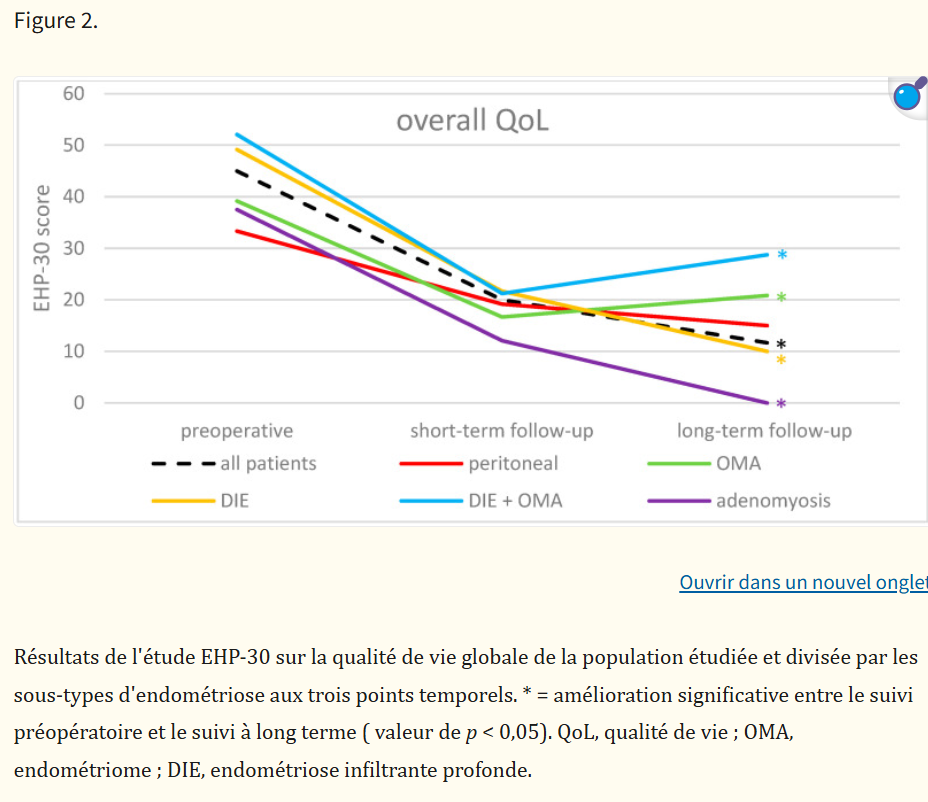 Figure 2.
overall QoL
EHP-30 score
60
50
40
30
20
10
0
preoperative short-term follow-up long-term follow-up
all patients peritoneal OMA
DIE DIE + OMA adenomyosis
* * * * *
Ouvrir dans un nouvel onglet
Résultats de l'étude EHP-30 sur la qualité de vie globale de la population étudiée et divisée par les
sous-types d'endométriose aux trois points temporels. * = amélioration significative entre le suivi
préopératoire et le suivi à long terme ( valeur de p < 0,05). QoL, qualité de vie ; OMA,
endométriome ; DIE, endométriose infiltrante profonde.